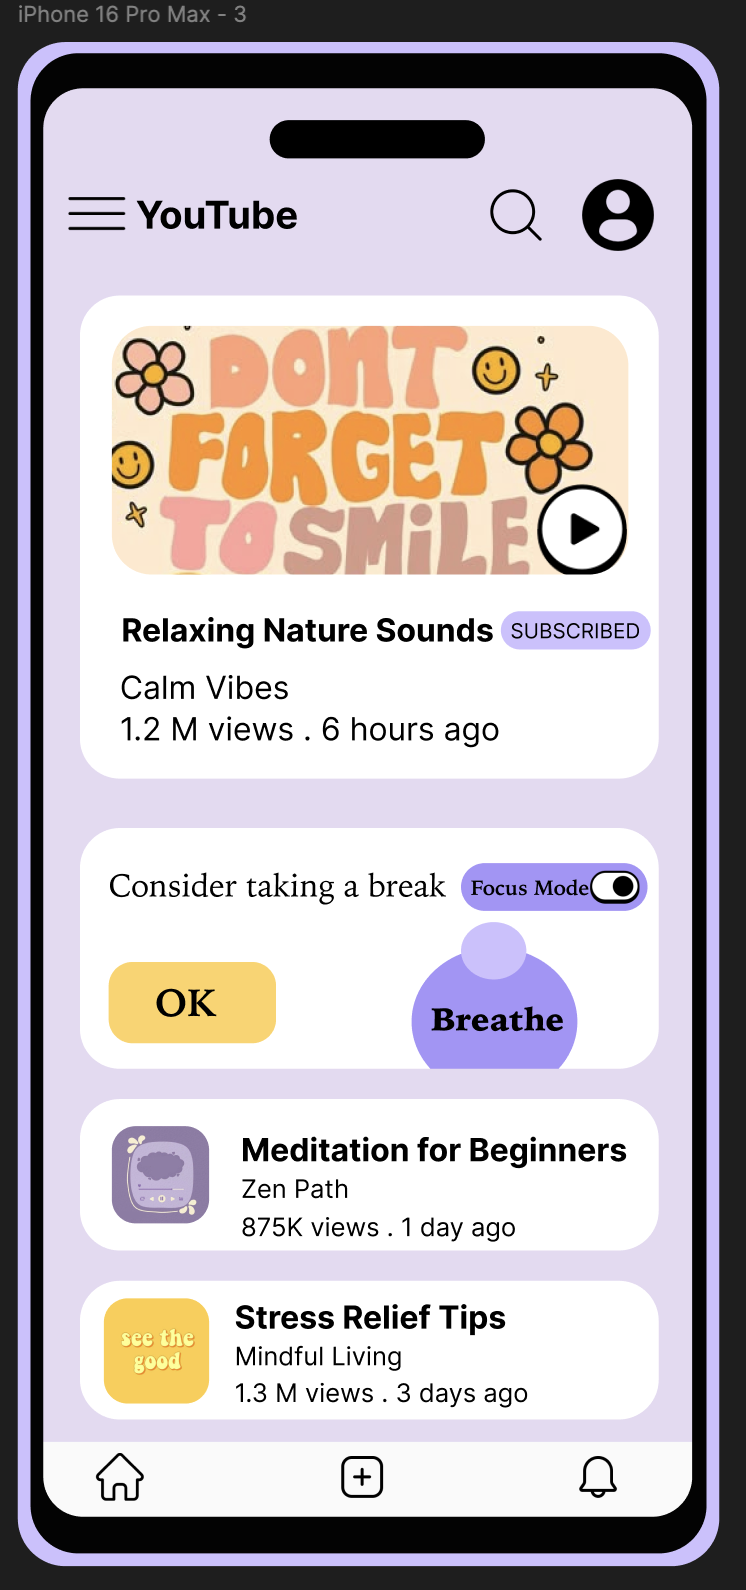 iPhone 16 Pro Max - 3
YouTube
DONT
FORGET
TO SMiLE
Relaxing Nature Sounds SUBSCRIBED
Calm Vibes
1.2 M views . 6 hours ago
Consider taking a break Focus Mode
OK
Breathe
Meditation for Beginners
Zen Path
875K views . 1 day ago
see the
good
Stress Relief Tips
Mindful Living
1.3 M views . 3 days ago